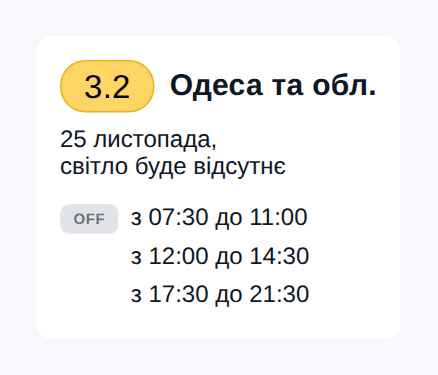 3.2 Одеса та обл.
25 листопада,
світло буде відсутнє
OFF з 07:30 до 11:00
з 12:00 до 14:30
з 17:30 до 21:30